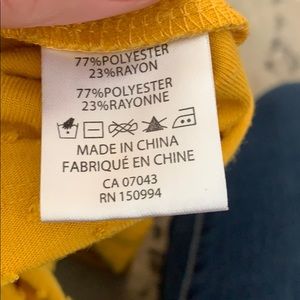 77%POLYESTER
23%RAYON
77%POLYESTER
23%RAYONNE
MADE IN CHINA
FABRIQUÉ EN CHINE
CA 07043
RN 150994